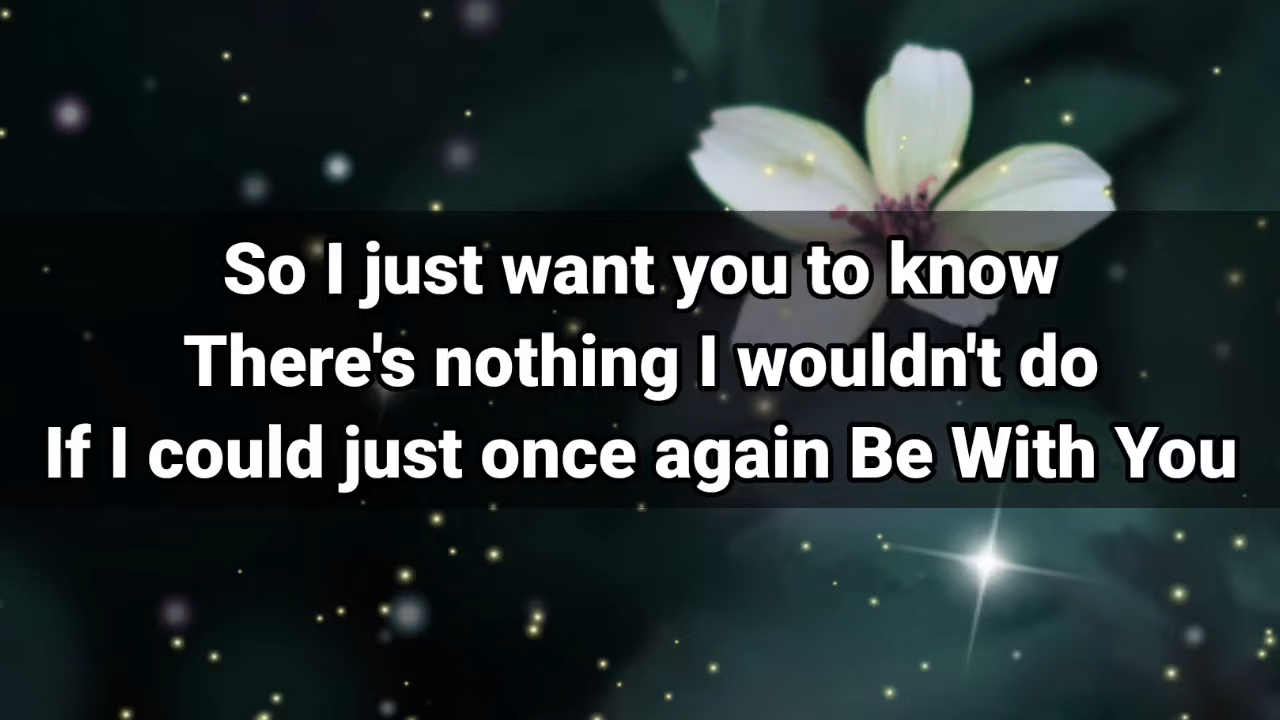 So I just want you to know
There's nothing I wouldn't do
If I could just once again Be With You